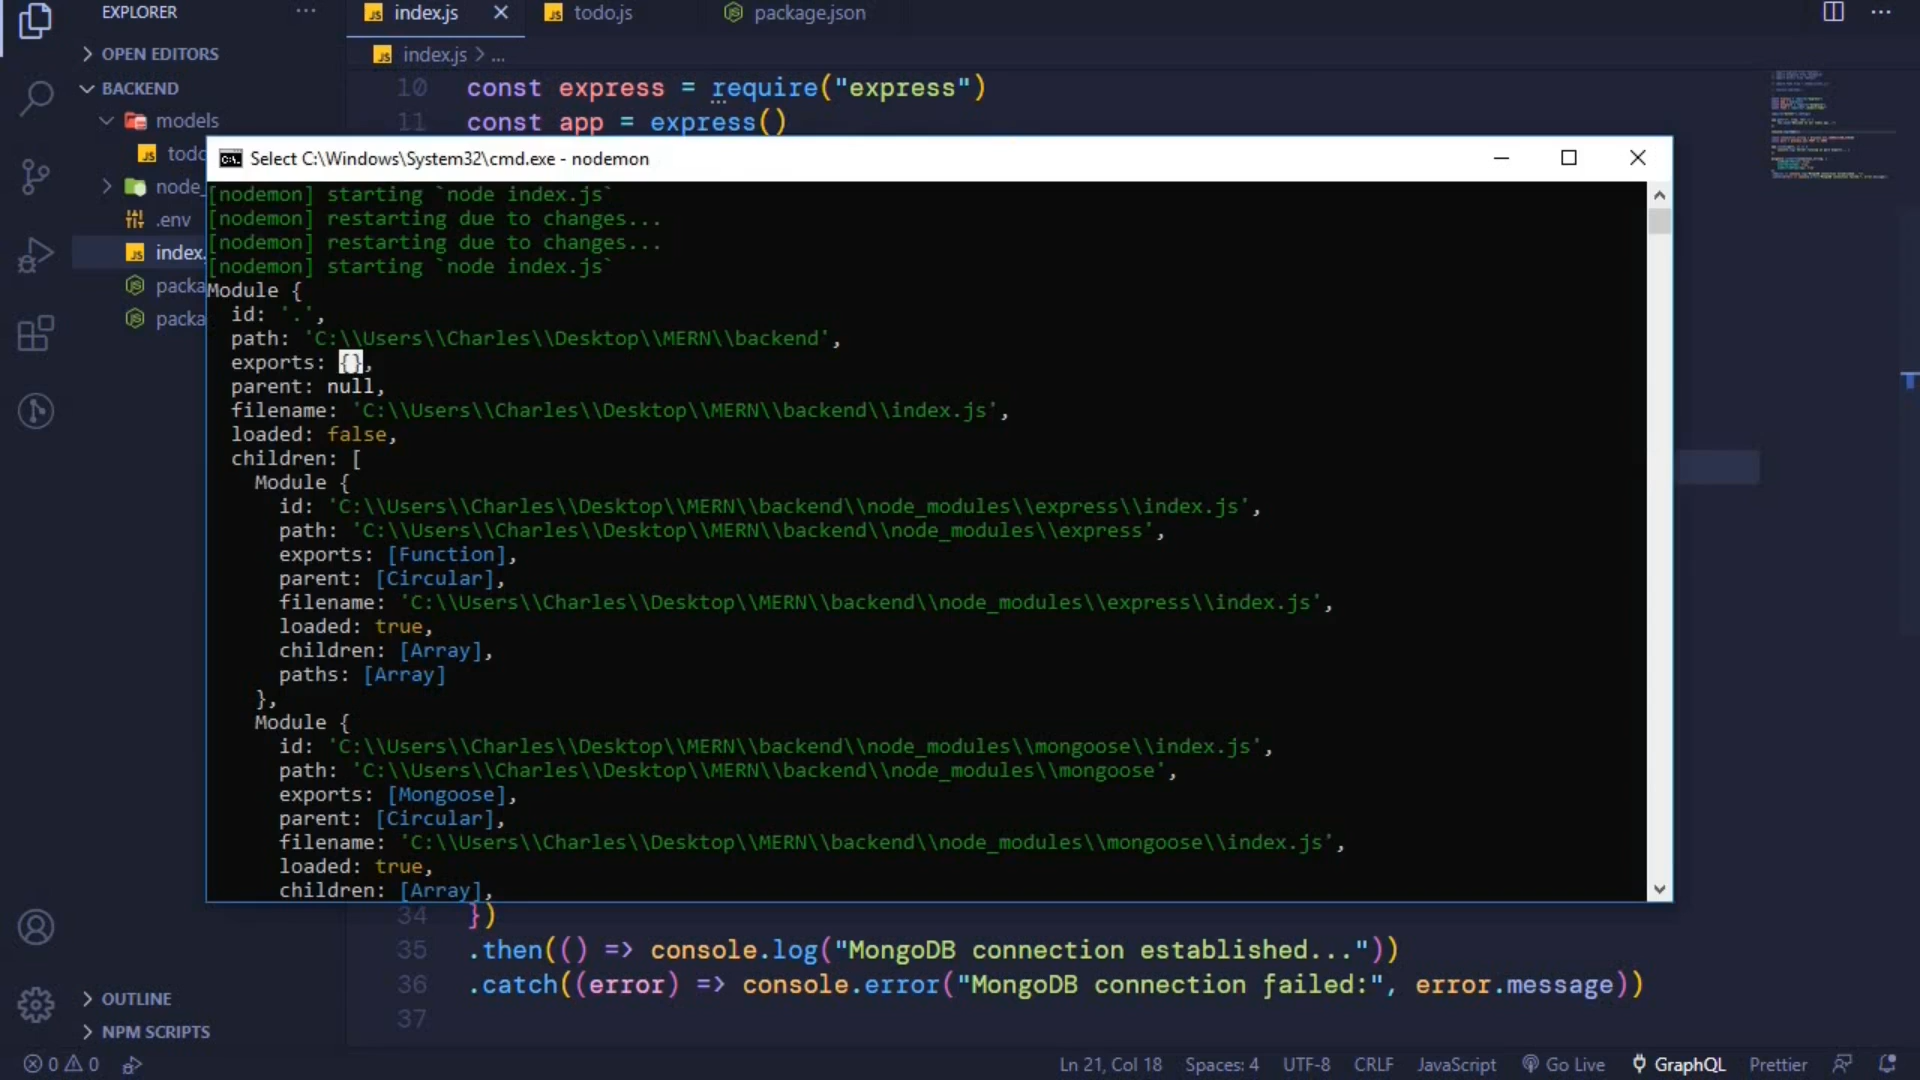 EXPLORER
index.js
todo.js
package.json
OPEN EDITORS
index.js > ...
BACKEND
10 const express = require("express")
models
11 const app = express()
todo
Select C:\Windows\System32\cmd.exe - nodemon
node_
.env
index.
packa
packa
[nodemon] starting `node index.js`
[nodemon] restarting due to changes...
[nodemon] restarting due to changes...
[nodemon] starting `node index.js`
Module {
id: '.',
path: 'C:\\Users\\Charles\\Desktop\\MERN\\backend',
exports: {},
parent: null,
filename: 'C:\\Users\\Charles\\Desktop\\MERN\\backend\\index.js',
loaded: false,
children: [
Module {
id: 'C:\\Users\\Charles\\Desktop\\MERN\\backend\\node_modules\\express\\index.js',
path: 'C:\\Users\\Charles\\Desktop\\MERN\\backend\\node_modules\\express',
exports: [Function],
parent: [Circular],
filename: 'C:\\Users\\Charles\\Desktop\\MERN\\backend\\node_modules\\express\\index.js',
loaded: true,
children: [Array],
paths: [Array]
},
Module {
id: 'C:\\Users\\Charles\\Desktop\\MERN\\backend\\node_modules\\mongoose\\index.js',
path: 'C:\\Users\\Charles\\Desktop\\MERN\\backend\\node_modules\\mongoose',
exports: [Mongoose],
parent: [Circular],
filename: 'C:\\Users\\Charles\\Desktop\\MERN\\backend\\node_modules\\mongoose\\index.js',
loaded: true,
children: [Array],
34 })
35 .then(() => console.log("MongoDB connection established..."))
36 .catch((error) => console.error("MongoDB connection failed:", error.message))
37
OUTLINE
NPM SCRIPTS
0 0
Ln 21, Col 18 Spaces: 4 UTF-8 CRLF JavaScript Go Live GraphQL Prettier